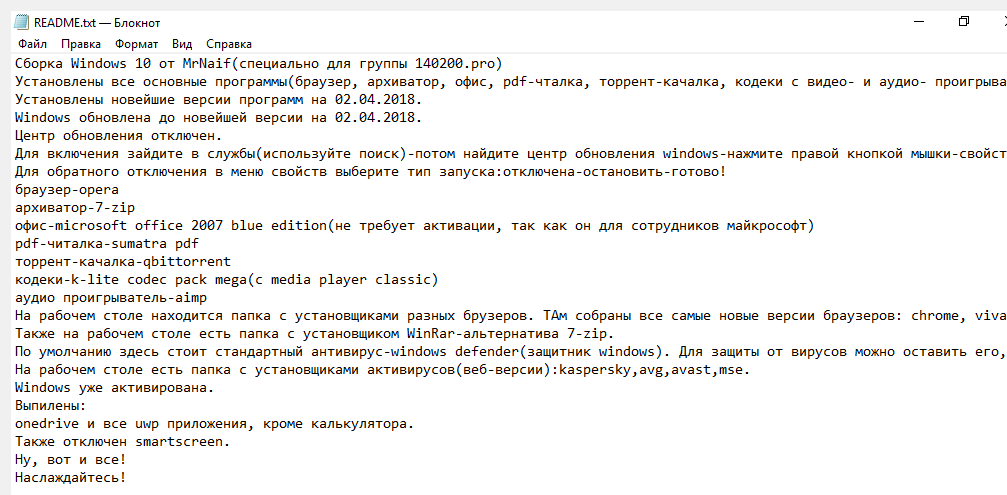 README.txt — Блокнот
Файл Правка Формат Вид Справка
Сборка Windows 10 от MrNaif(специально для группы 140200.pro)
Установлены все основные программы(браузер, архиватор, офис, pdf-чталка, торрент-качалка, кодеки с видео- и аудио- проигрыва
Установлены новейшие версии программ на 02.04.2018.
Windows обновлена до новейшей версии на 02.04.2018.
Центр обновления отключен.
Для включения зайдите в службы(используйте поиск)-потом найдите центр обновления windows-нажмите правой кнопкой мышки-свойст
Для обратного отключения в меню свойств выберите тип запуска:отключена-остановить-готово!
браузер-opera
архиватор-7-zip
офис-microsoft office 2007 blue edition(не требует активации, так как он для сотрудников майкрософт)
pdf-читалка-sumatra pdf
торрент-качалка-qbittorrent
кодеки-k-lite codec pack mega(с media player classic)
аудио проигрыватель-aimp
На рабочем столе находится папка с установщиками разных брузеров. ТАм собраны все самые новые версии браузеров: chrome, viva
Также на рабочем столе есть папка с установщиком WinRar-альтернатива 7-zip.
По умолчанию здесь стоит стандартный антивирус-windows defender(защитник windows). Для защиты от вирусов можно оставить его,
На рабочем столе есть папка с установщиками активирусов(веб-версии):kaspersky,avg,avast,mse.
Windows уже активирована.
Выпилены:
onedrive и все uwp приложения, кроме калькулятора.
Также отключен smartscreen.
Ну, вот и все!
Наслаждайтесь!